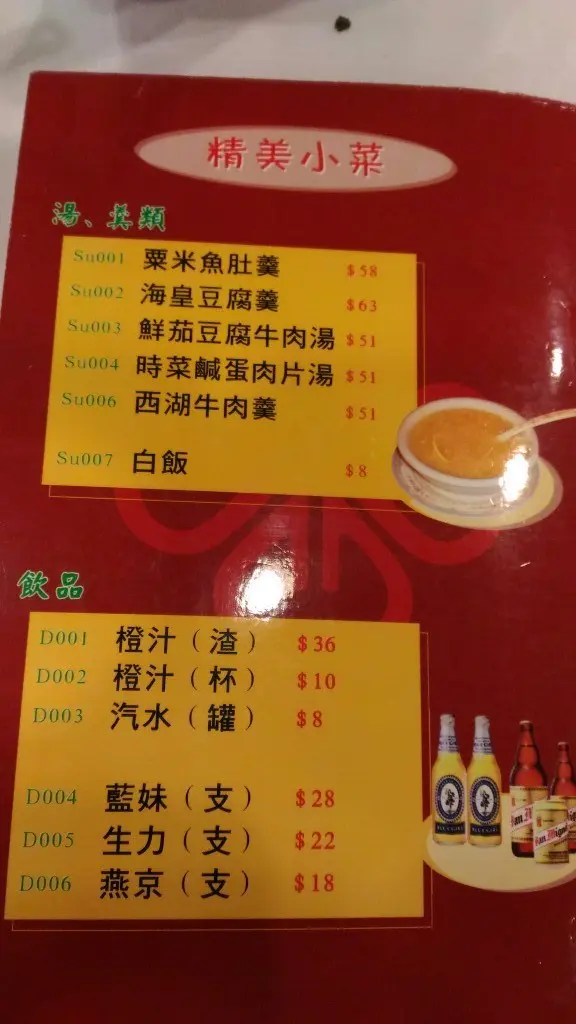 精美小菜
湯、羹類
Su001 粟米魚肚羹 $58
Su002 海皇豆腐羹 $63
Su003 鮮茄豆腐牛肉湯 $51
Su004 時菜鹹蛋肉片湯 $51
Su006 西湖牛肉羹 $51
Su007 白飯 $8
飲品
D001 橙汁（渣） $36
D002 橙汁（杯） $10
D003 汽水（罐） $8
D004 藍妹（支） $28
D005 生力（支） $22
D006 燕京（支） $18